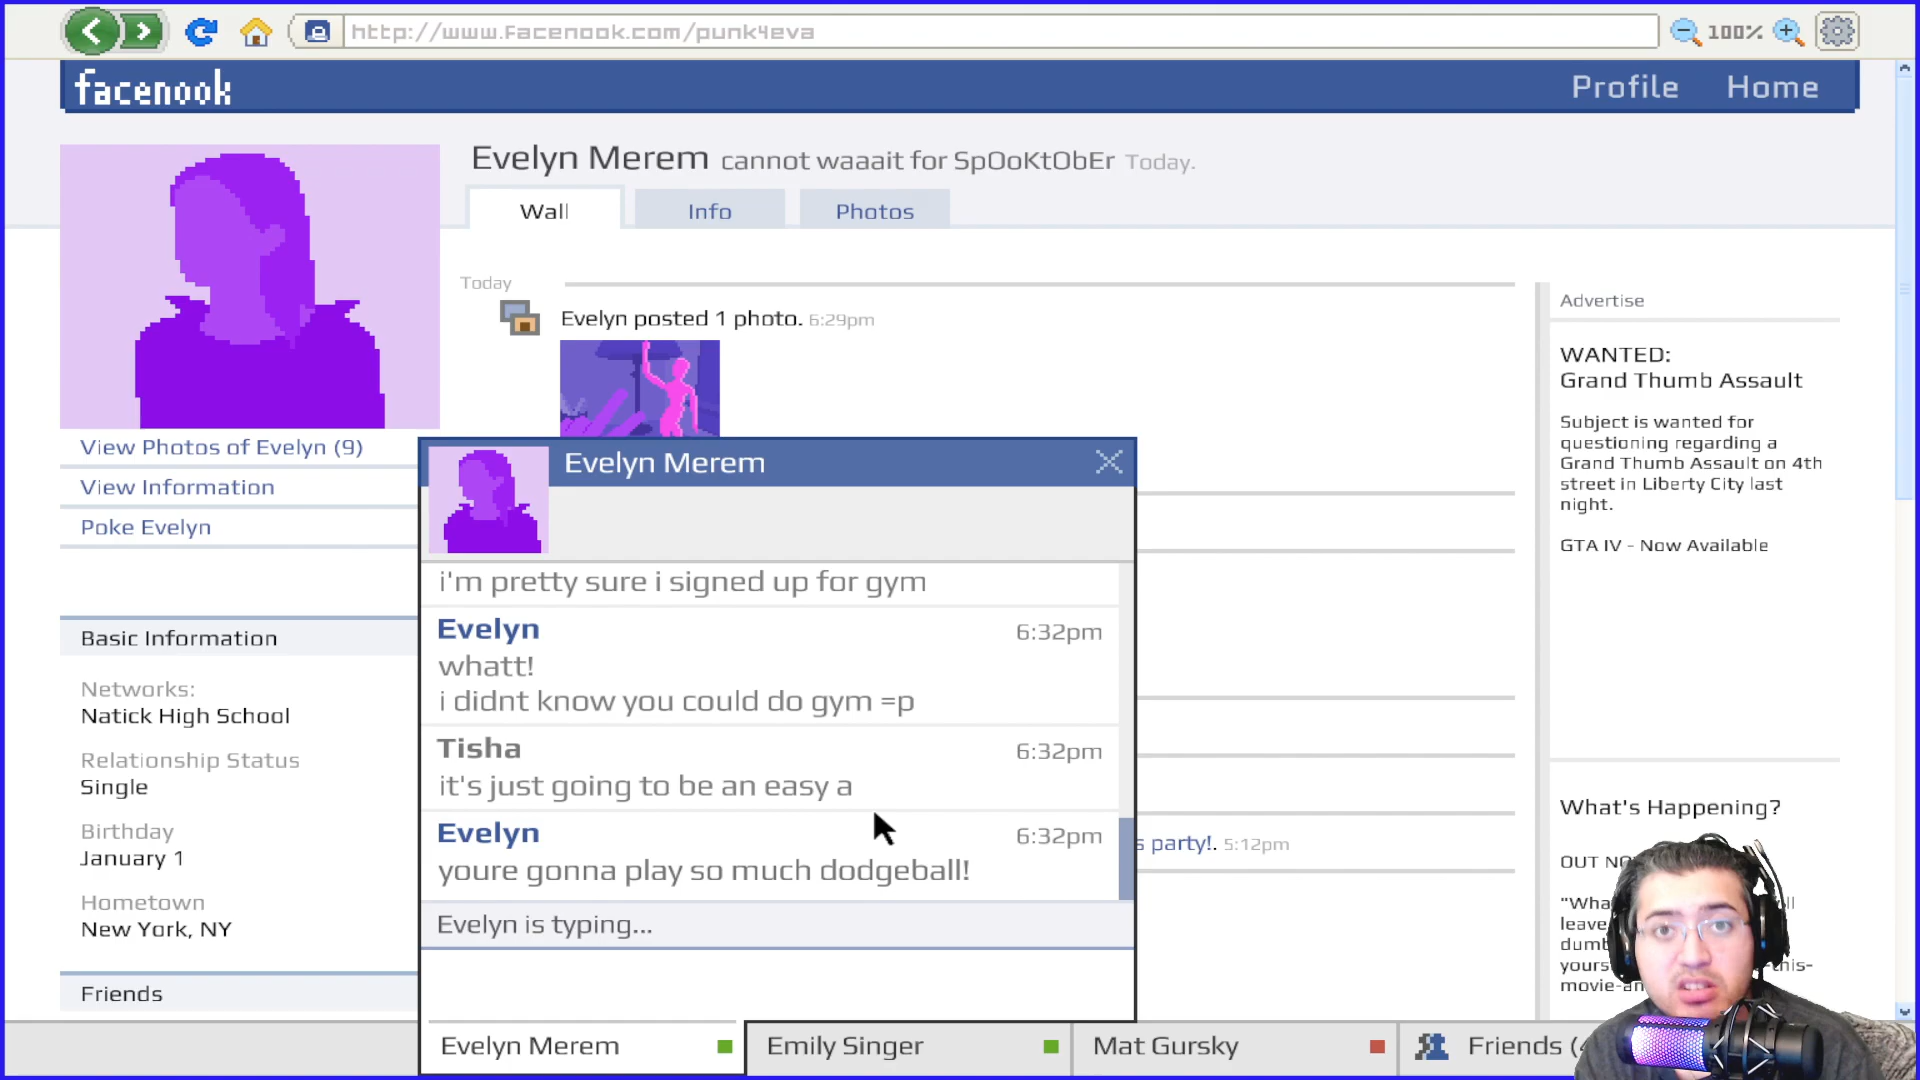 http://www.facenook.com/punk4eva
100%
facenook
Profile
Home
Evelyn Merem cannot waaait for SpOoKtObEr Today.
Wall
Info
Photos
Today
Evelyn posted 1 photo. 6:29pm
View Photos of Evelyn (9)
View Information
Poke Evelyn
Basic Information
Networks:
Natick High School
Relationship Status
Single
Birthday
January 1
Hometown
New York, NY
Friends
Evelyn Merem
i'm pretty sure i signed up for gym
Evelyn 6:32pm
whatt!
i didnt know you could do gym =p
Tisha 6:32pm
it's just going to be an easy a
Evelyn 6:32pm
youre gonna play so much dodgeball!
Evelyn is typing...
party!. 5:12pm
Advertise
WANTED:
Grand Thumb Assault
Subject is wanted for
questioning regarding a
Grand Thumb Assault on 4th
street in Liberty City last
night.
GTA IV - Now Available
What's Happening?
OUT
leave
Evelyn Merem
Emily Singer
Mat Gursky
Friends